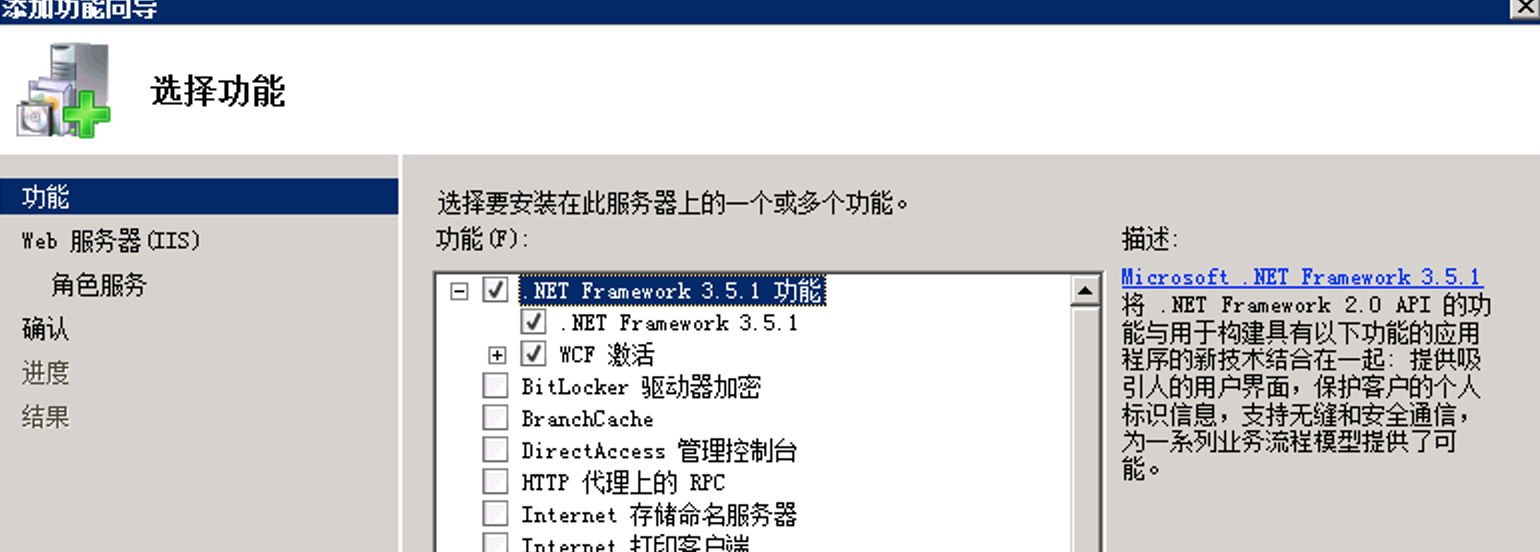 添加功能向导
选择功能
功能
Web 服务器(IIS)
角色服务
确认
进度
结果
选择要安装在此服务器上的一个或多个功能。
功能(F):
.NET Framework 3.5.1 功能
.NET Framework 3.5.1
WCF 激活
BitLocker 驱动器加密
BranchCache
DirectAccess 管理控制台
HTTP 代理上的 RPC
Internet 存储命名服务器
Internet 打印客户端
描述:
Microsoft .NET Framework 3.5.1
将 .NET Framework 2.0 API 的功
能与用于构建具有以下功能的应用
程序的新技术结合在一起: 提供吸
引人的用户界面，保护客户的个人
标识信息，支持无缝和安全通信，
为一系列业务流程模型提供了可
能。